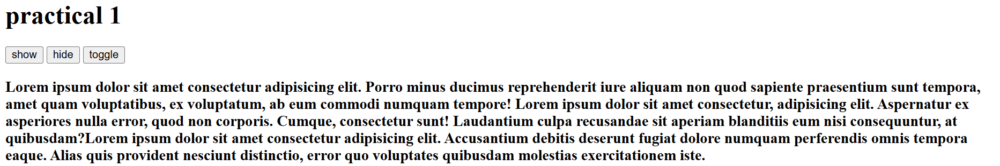 practical 1
show hide toggle
Lorem ipsum dolor sit amet consectetur adipisicing elit. Porro minus ducimus reprehenderit iure aliquam non quod sapiente praesentium sunt tempora,
amet quam voluptatibus, ex voluptatum, ab eum commodi numquam tempore! Lorem ipsum dolor sit amet consectetur, adipisicing elit. Aspernatur ex
asperiores nulla error, quod non corporis. Cumque, consectetur sunt! Laudantium culpa recusandae sit aperiam blanditiis eum nisi consequuntur, at
quibusdam?Lorem ipsum dolor sit amet consectetur adipisicing elit. Accusantium debitis deserunt fugiat dolore numquam perferendis omnis tempora
eaque. Alias quis provident nesciunt distinctio, error quo voluptates quibusdam molestias exercitationem iste.